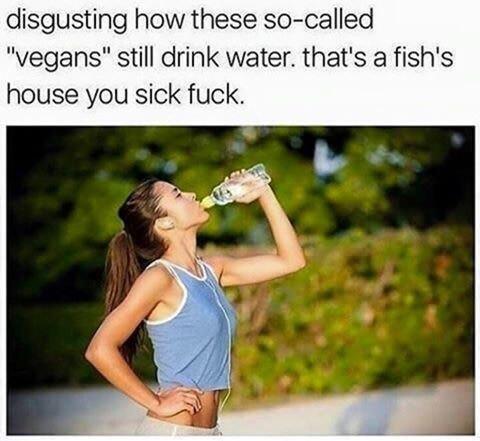 disgusting how these so-called
"vegans" still drink water. that's a fish's
house you sick fuck.